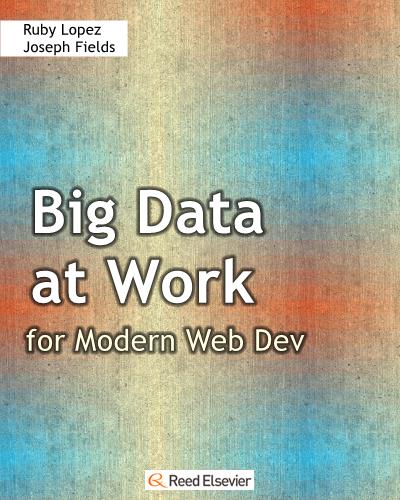 Ruby Lopez
Joseph Fields
Big Data
at Work
for Modern Web Dev
Reed Elsevier